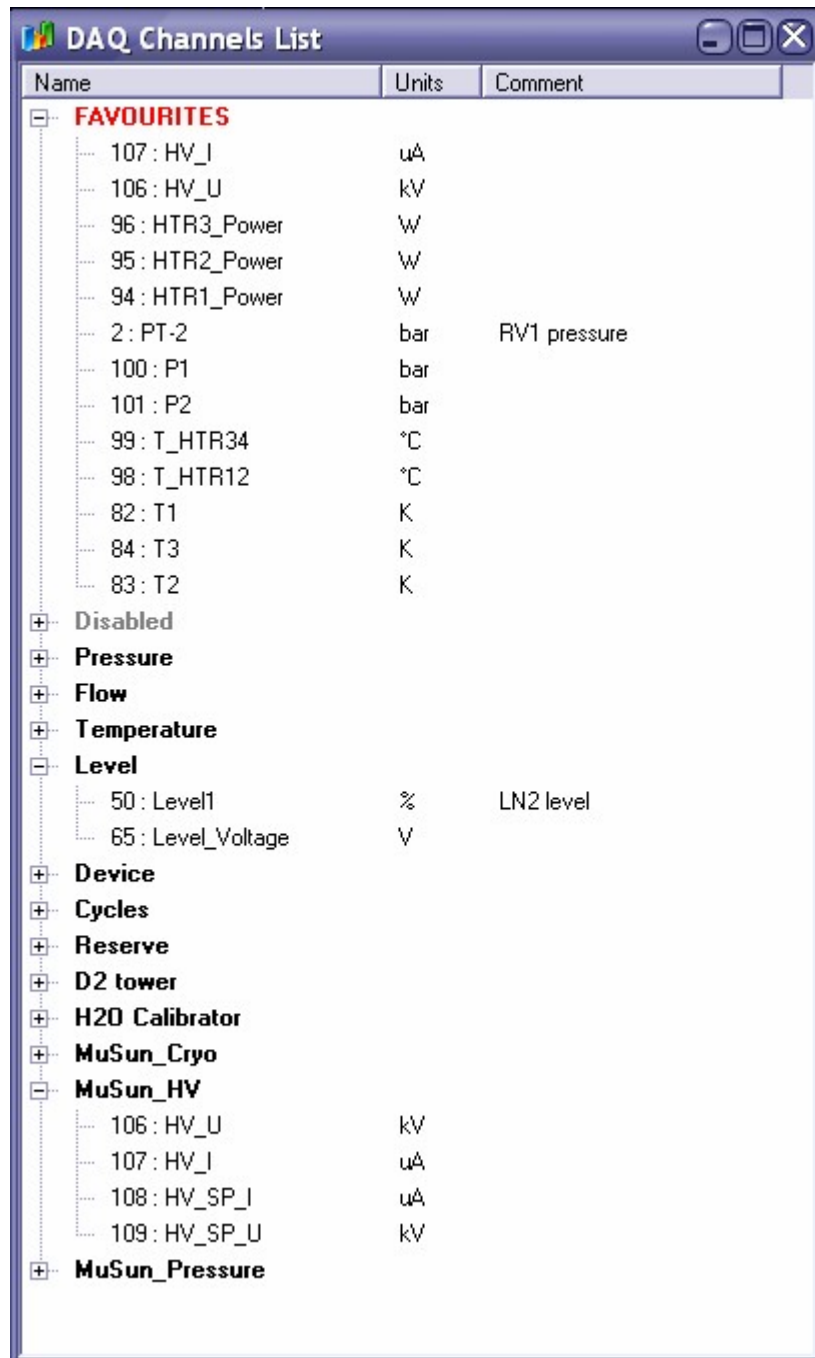 DAQ Channels List
Name Units Comment
FAVOURITES
107 : HV_I uA
106 : HV_U kV
96 : HTR3_Power W
95 : HTR2_Power W
94 : HTR1_Power W
2 : PT-2 bar RV1 pressure
100 : P1 bar
101 : P2 bar
99 : T_HTR34 °C
98 : T_HTR12 °C
82 : T1 K
84 : T3 K
83 : T2 K
Disabled
Pressure
Flow
Temperature
Level
50 : Level1 % LN2 level
65 : Level_Voltage V
Device
Cycles
Reserve
D2 tower
H2O Calibrator
MuSun_Cryo
MuSun_HV
106 : HV_U kV
107 : HV_I uA
108 : HV_SP_I uA
109 : HV_SP_U kV
MuSun_Pressure